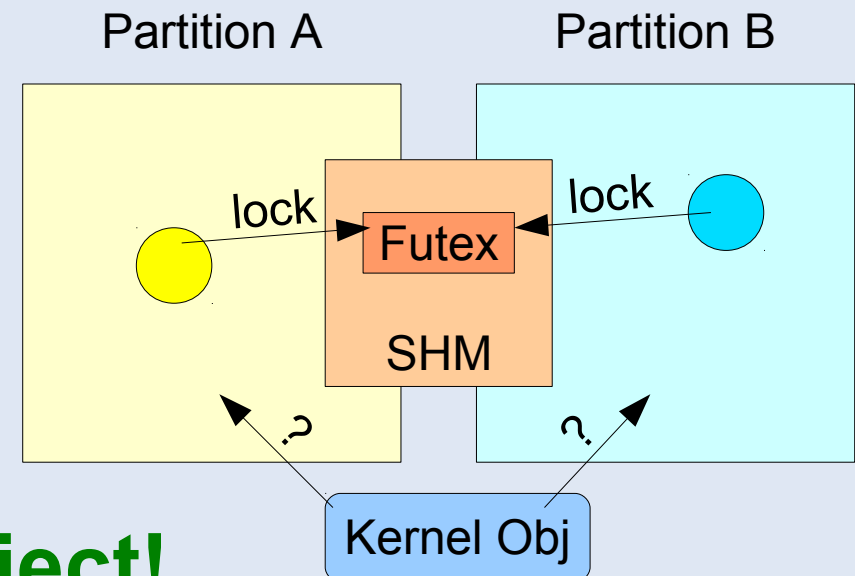 Partition A
Partition B
lock
lock
Futex
SHM
?
?
Kernel Obj
ject!